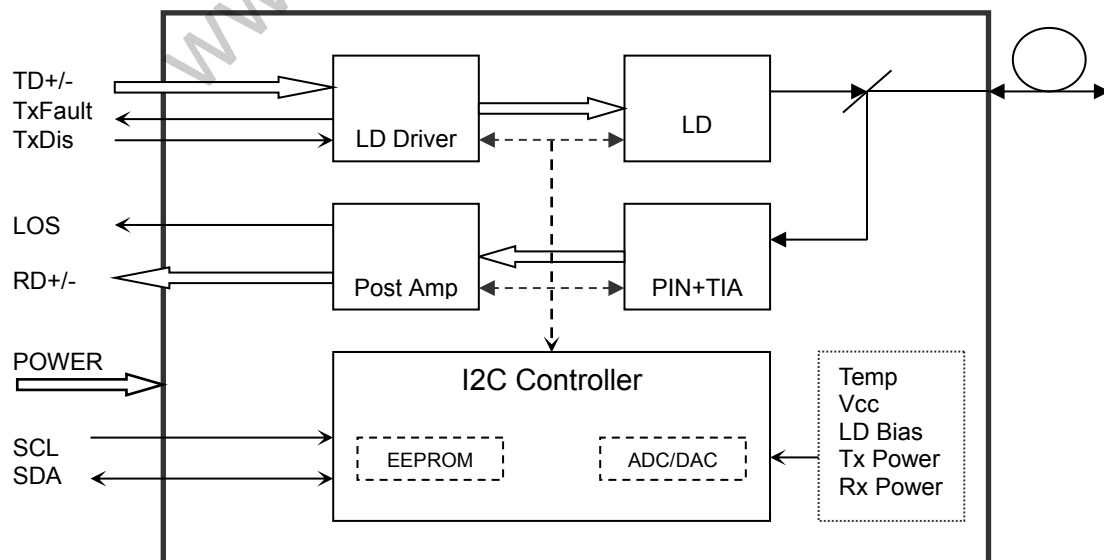 www
TD+/-
TxFault
TxDis
LD Driver
LD
LOS
RD+/-
Post Amp
PIN+TIA
POWER
I2C Controller
SCL
SDA
EEPROM
ADC/DAC
Temp
Vcc
LD Bias
Tx Power
Rx Power